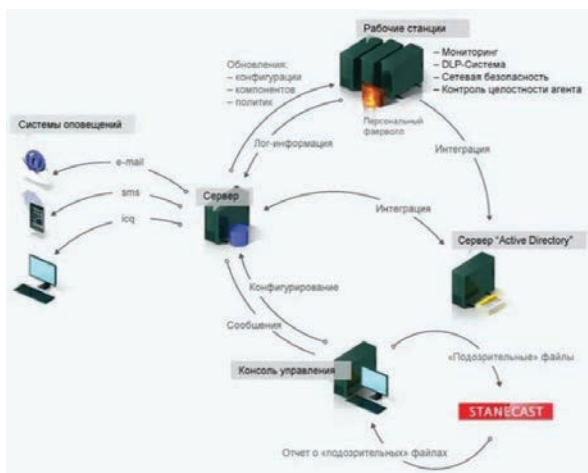 Рабочие станции
Обновления:
– конфигурации
– компонентов
– политик
– Мониторинг
– DLP-Система
– Сетевая безопасность
– Контроль целостности агента
Персональный
фаерволл
Системы оповещений
Лог-информация
Интеграция
e-mail
sms
icq
Сервер
Интеграция
Сервер "Active Directory"
Конфигурирование
Сообщения
Консоль управления
«Подозрительные» файлы
STANECAST
Отчет о «подозрительных» файлах